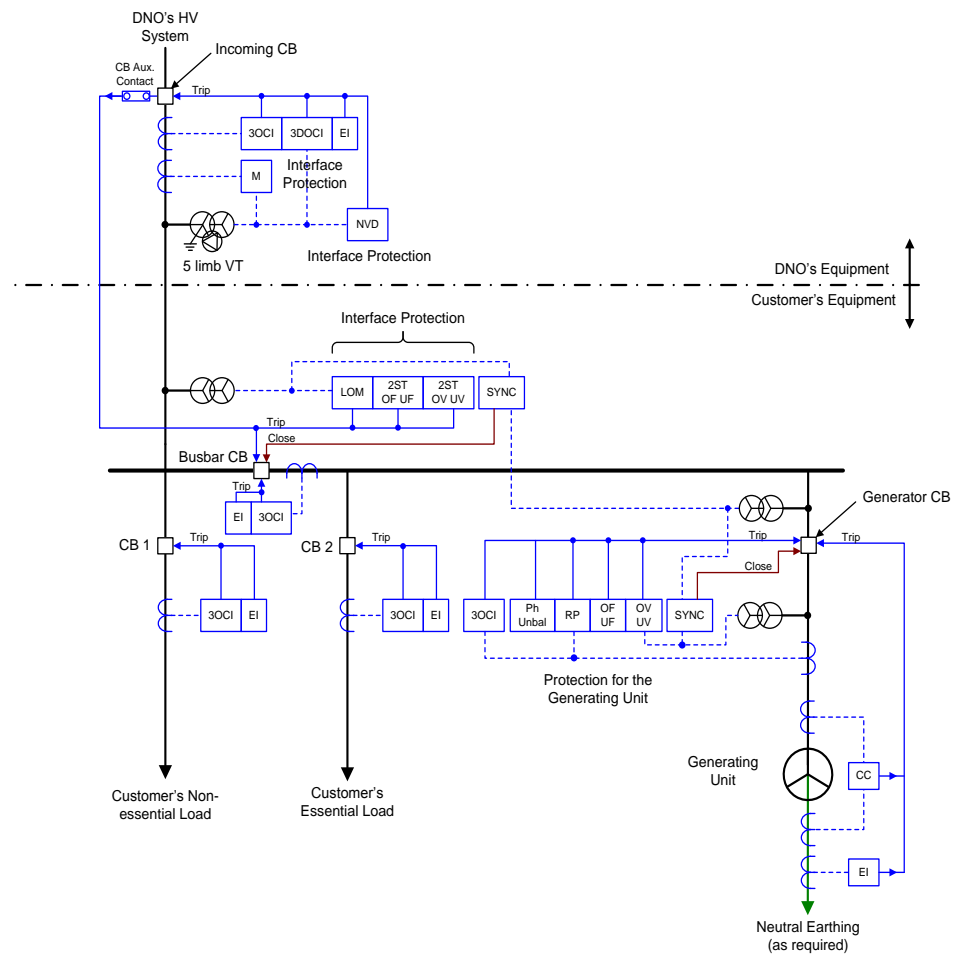 DNO's HV
System
Incoming CB
CB Aux.
Contact
Trip
3OCI
3DOCI
EI
Interface
Protection
M
NVD
5 limb VT
Interface Protection
DNO's Equipment
Customer's Equipment
Interface Protection
LOM
2ST
OF UF
2ST
OV UV
SYNC
Trip
Close
Busbar CB
Trip
EI
3OCI
Generator CB
CB 1
Trip
CB 2
Trip
Trip
Trip
Close
3OCI
EI
3OCI
EI
3OCI
Ph
Unbal
RP
OF
UF
OV
UV
SYNC
Protection for the
Generating Unit
Generating
Unit
CC
Customer's Non-
essential Load
Customer's
Essential Load
EI
Neutral Earthing
(as required)